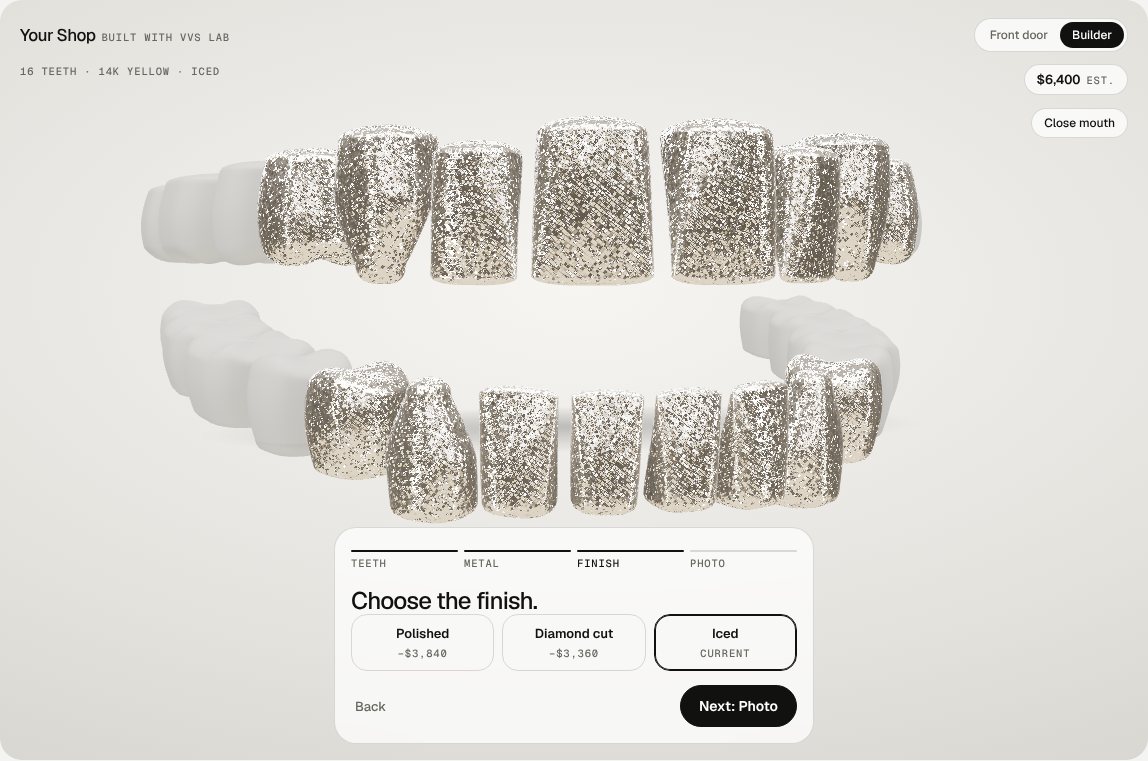 Your Shop BUILT WITH VVS LAB
Front door Builder
16 TEETH · 14K YELLOW · ICED
$6,400 EST.
Close mouth
TEETH METAL FINISH PHOTO
Choose the finish.
Polished Diamond cut Iced
−$3,840 −$3,360 CURRENT
Back Next: Photo